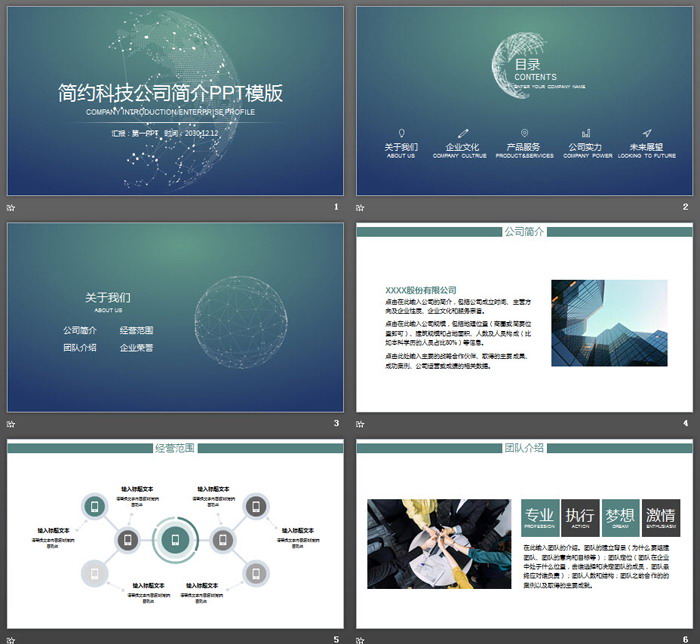 简约科技公司简介PPT模版
COMPANY INTRODUCTION/ENTERPRISE PROFILE
汇报：第一PPT 时间：2030.12.12
1
目录
CONTENTS
ENTER YOUR COMPANY NAME
关于我们
ABOUT US
企业文化
COMPANY CULTRUE
产品服务
PRODUCT&SERVICES
公司实力
COMPANY POWER
未来展望
LOOKING TO FUTURE
2
关于我们
ABOUT US
公司简介 经营范围
团队介绍 企业荣誉
3
公司简介
XXXX股份有限公司
点击在此输入公司的简介，包括公司成立时间、主营方
向及企业性质、企业文化和服务宗旨。
点击在此输入公司规模，包括地理位置（商圈或简要位
置即可）、建筑规模和占地面积、人数及人员构成（比
如本科学历的人员占比80%）等信息。
点击此处输入主要的战略合作伙伴、取得的主要成果、
成功案例、公司运营或成绩的相关数据。
4
经营范围
输入标题文本
输入标题文本
输入标题文本
输入标题文本
输入标题文本
输入标题文本
5
团队介绍
专业
PROFESSION
执行
ACTION
梦想
DREAM
激情
ENTHUSIASM
在此输入团队的介绍。团队的建立背景（为什么要组建
团队、团队的意向和目标等）；团队定位（团队在企业
中处于什么位置，由谁选择和决定团队的成员，团队最
终应对谁负责）；团队人数和结构；团队之前合作的的
案例以及取得的主要成就。
6